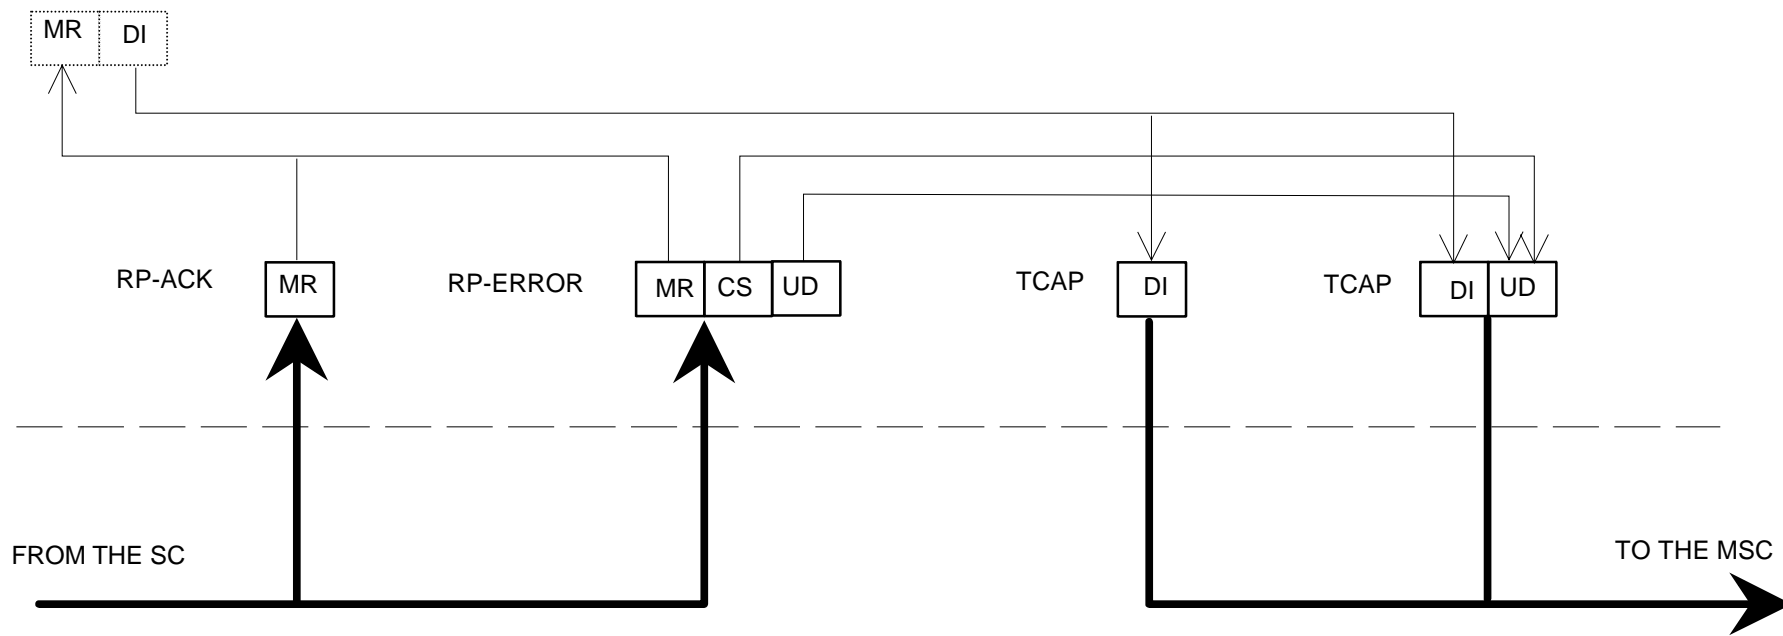 MR DI
RP-ACK MR RP-ERROR MR CS UD TCAP DI TCAP DI UD
FROM THE SC TO THE MSC